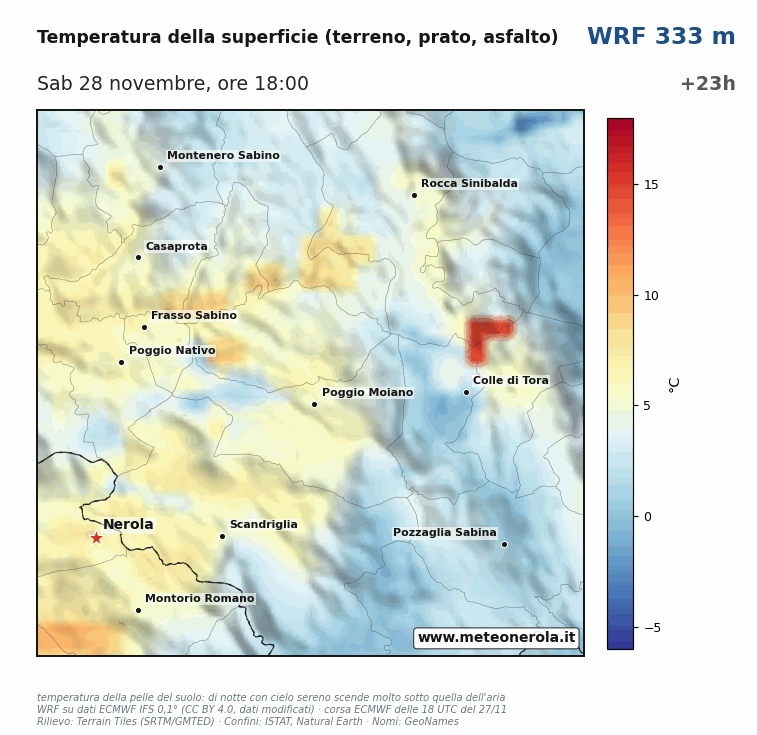 Temperatura della superficie (terreno, prato, asfalto)
WRF 333 m
Sab 28 novembre, ore 18:00
+23h
Montenero Sabino
Rocca Sinibalda
Casaprota
Frasso Sabino
Poggio Nativo
Colle di Tora
Poggio Moiano
Nerola
Scandriglia
Pozzaglia Sabina
Montorio Romano
www.meteonerola.it
15
10
5
0
−5
°C
temperatura della pelle del suolo: di notte con cielo sereno scende molto sotto quella dell'aria
WRF su dati ECMWF IFS 0,1° (CC BY 4.0, dati modificati) · corsa ECMWF delle 18 UTC del 27/11
Rilievo: Terrain Tiles (SRTM/GMTED) · Confini: ISTAT, Natural Earth · Nomi: GeoNames